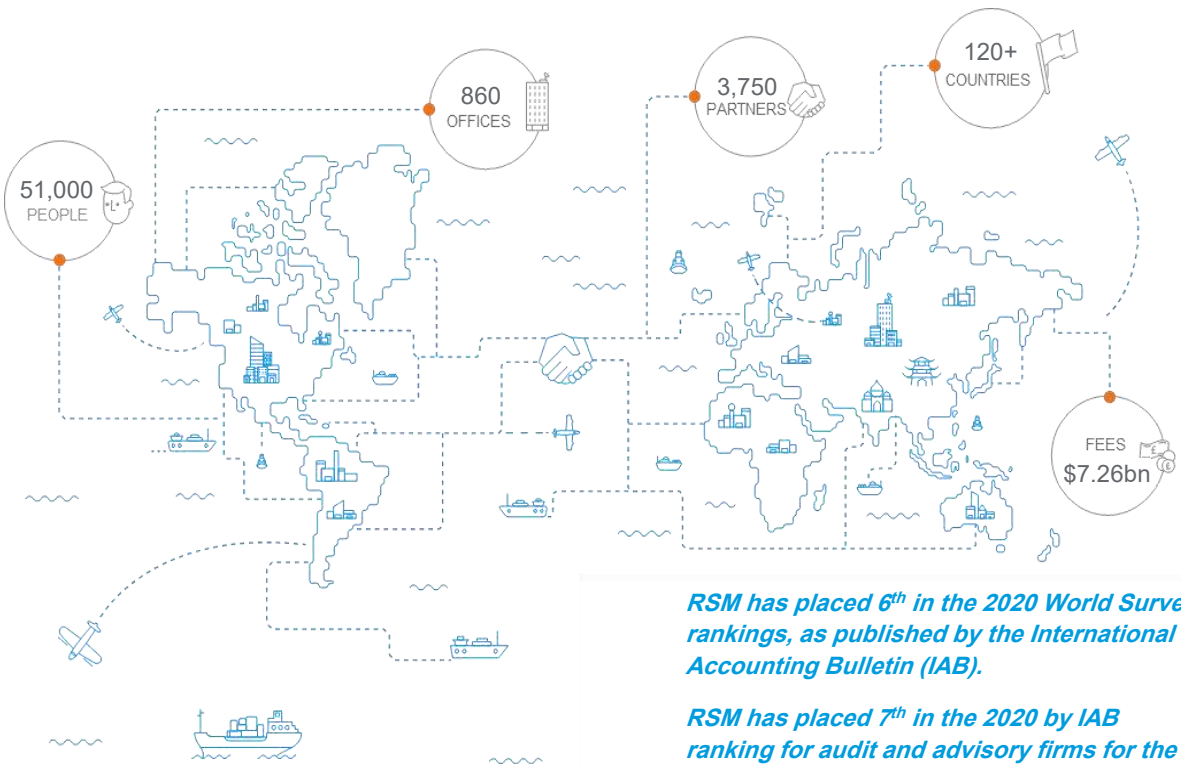 120+
COUNTRIES
860
OFFICES
3,750
PARTNERS
51,000
PEOPLE
FEES
$7.26bn
RSM has placed 6th in the 2020 World Surve
rankings, as published by the International
Accounting Bulletin (IAB).
RSM has placed 7th in the 2020 by IAB
ranking for audit and advisory firms for the